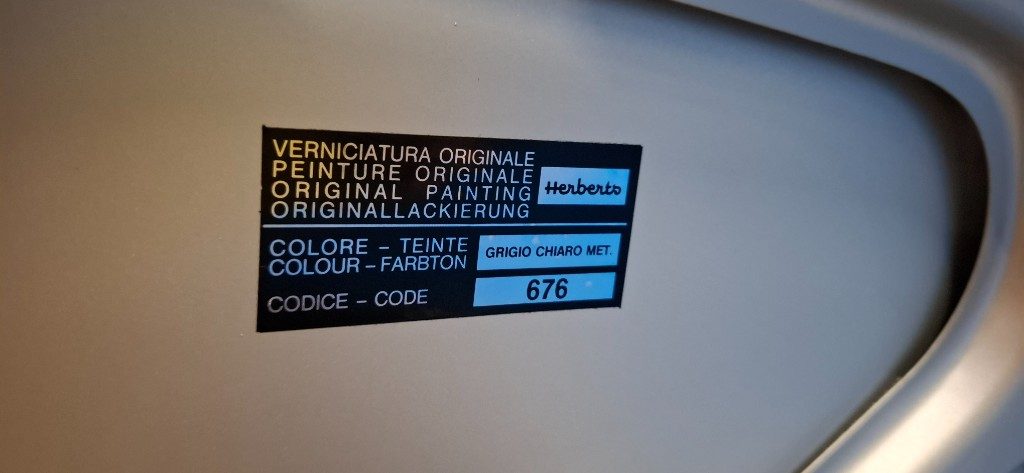 VERNICIATURA ORIGINALE
PEINTURE ORIGINALE
ORIGINAL PAINTING
ORIGINALLACKIERUNG
Herberts
COLORE - TEINTE
COLOUR - FARBTON
GRIGIO CHIARO MET.
CODICE - CODE
676